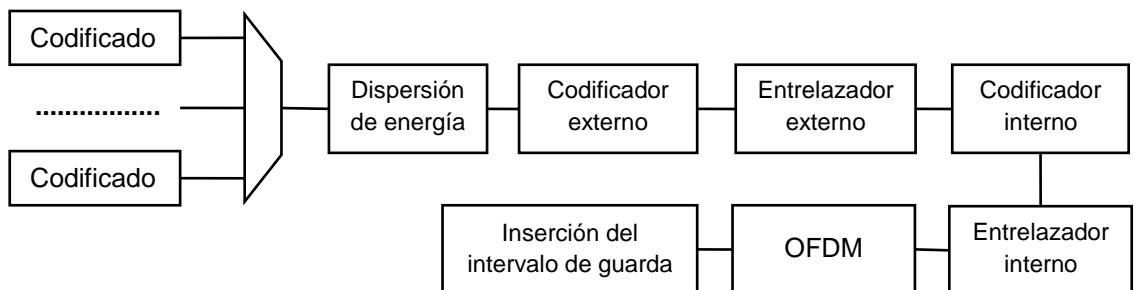 Codificado
Codificado
Dispersión
de energía
Codificador
externo
Entrelazador
externo
Codificador
interno
Entrelazador
interno
OFDM
Inserción del
intervalo de guarda